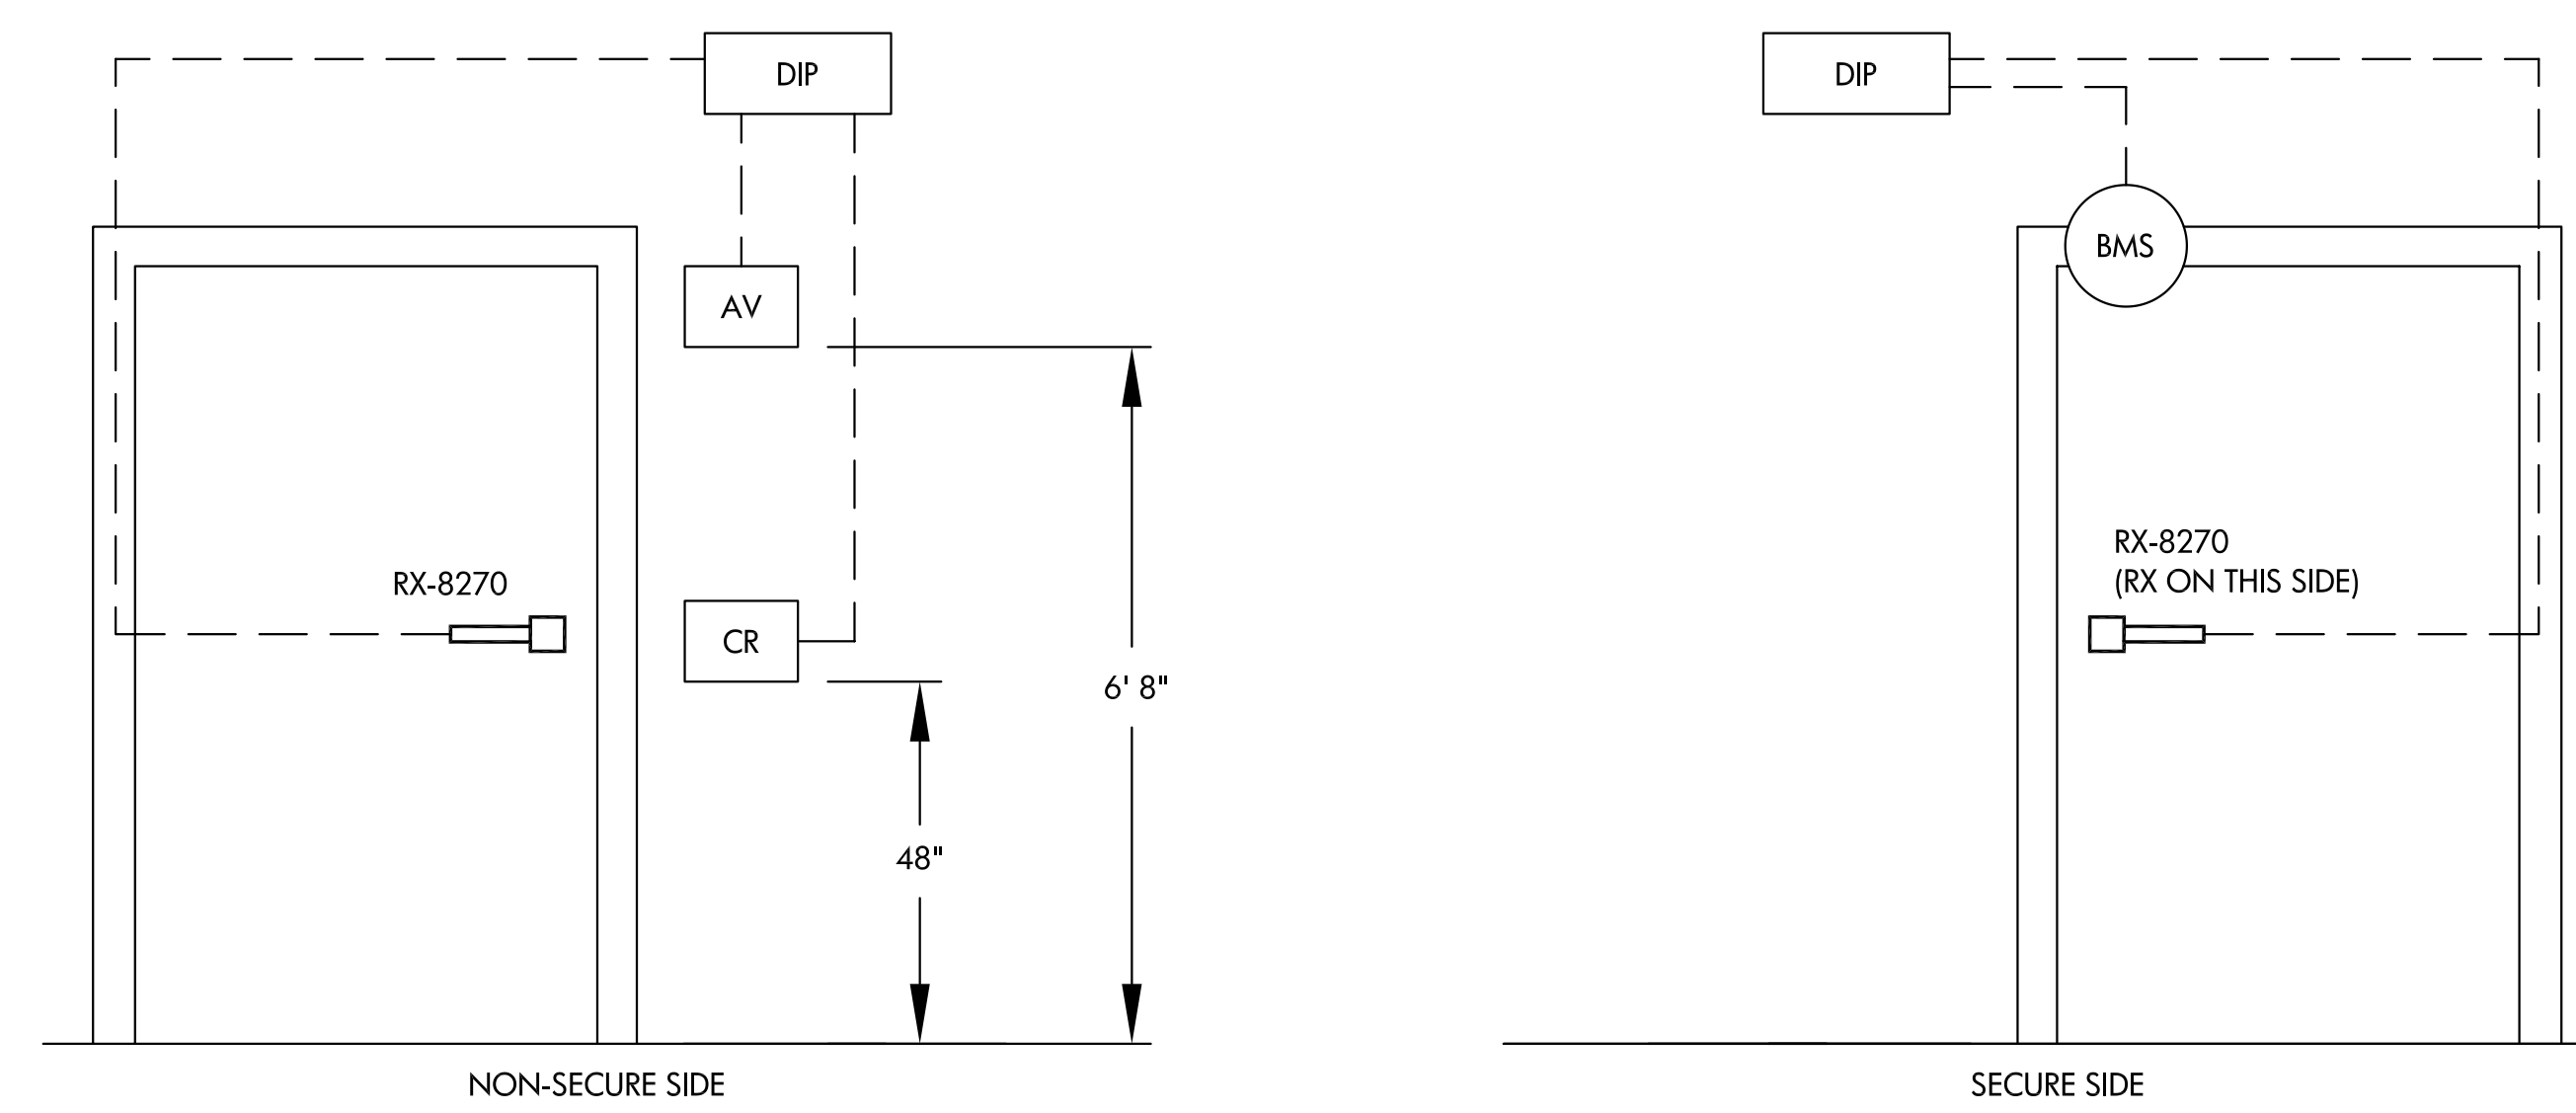 DIP
AV
RX-8270
CR
6' 8"
48"
NON-SECURE SIDE
DIP
BMS
RX-8270
(RX ON THIS SIDE)
SECURE SIDE